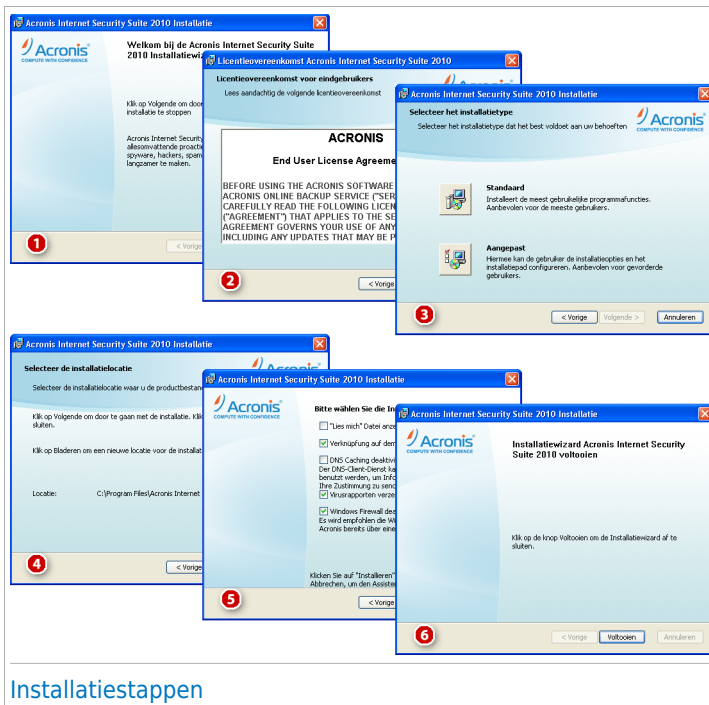 Acronis Internet Security Suite 2010 Installatie
Acronis
COMPUTE WITH CONFIDENCE
Welkom bij de Acronis Internet Security Suite
2010 Installatiewiz
Klik op Volgende om door
installatie te stoppen
Acronis Internet Security
allesomvattende proacti
spyware, hackers, spam
langzamer te maken.
< Vorige
1
Licentieovereenkomst Acronis Internet Security Suite 2010
Licentieovereenkomst voor eindgebruikers
Lees aandachtig de volgende licentieovereenkomst
ACRONIS
End User License Agreeme
BEFORE USING THE ACRONIS SOFTWARE
ACRONIS ONLINE BACKUP SERVICE ("SER
CAREFULLY READ THE FOLLOWING LICEN
("AGREEMENT") THAT APPLIES TO THE SE
AGREEMENT GOVERNS YOUR USE OF ANY
INCLUDING ANY UPDATES THAT MAY BE P
< Vorige
2
Acronis Internet Security Suite 2010 Installatie
Selecteer het installatietype
Selecteer het installatietype dat het best voldoet aan uw behoeften
Acronis
COMPUTE WITH CONFIDENCE
Standaard
Installeert de meest gebruikelijke programmafuncties.
Aanbevolen voor de meeste gebruikers.
Aangepast
Hiermee kan de gebruiker de installatieopties en het
installatiepad configureren. Aanbevolen voor gevorderde
gebruikers.
< Vorige Volgende > Annuleren
3
Acronis Internet Security Suite 2010 Installatie
Selecteer de installatielocatie
Selecteer de installatielocatie waar u de productbestan
Klik op Volgende om door te gaan met de installatie. Klik
sluiten.
Klik op Bladeren om een nieuwe locatie voor de installat
Locatie: C:\Program Files\Acronis Internet
< Vorige
4
Acronis Internet Security Suite 2010 Installatie
Acronis
COMPUTE WITH CONFIDENCE
Bitte wählen Sie die In
"Lies mich" Datei anze
Verknüpfung auf dem
DNS Caching deaktivi
Der DNS-Client-Dienst ka
benutzt werden, um Info
Ihre Zustimmung zu send
Virusrapporten verze
Windows Firewall dea
Es wird empfohlen die Wi
Acronis bereits über eine
Klicken Sie auf "Installieren"
Abbrechen, um den Assiste
< Vorige
5
Acronis Internet Security Suite 2010 Installatie
Acronis
COMPUTE WITH CONFIDENCE
Installatiewizard Acronis Internet Security
Suite 2010 voltooien
Klik op de knop Voltooien om de Installatiewizard af te
sluiten.
< Vorige Voltooien Annuleren
6
Installatiestappen